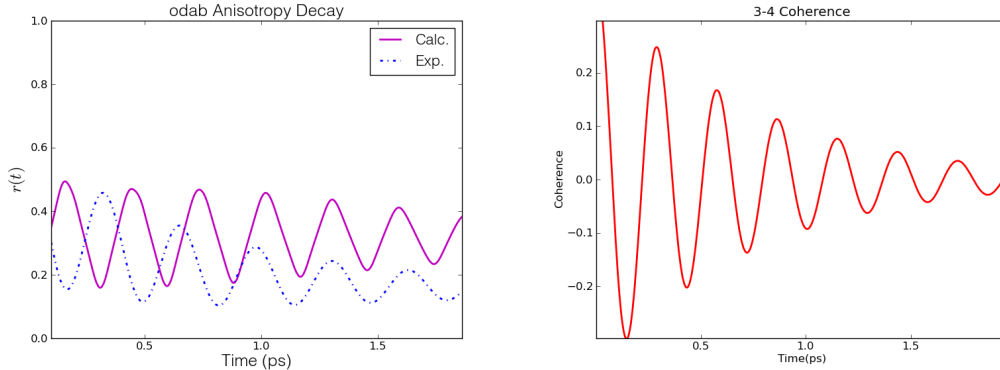 odab Anisotropy Decay
1.0
0.8
0.6
0.4
0.2
0.0
r(t)
Calc.
Exp.
0.5
1.0
1.5
Time (ps)
3-4 Coherence
0.2
0.1
0.0
−0.1
−0.2
Coherence
0.5
1.0
1.5
Time(ps)